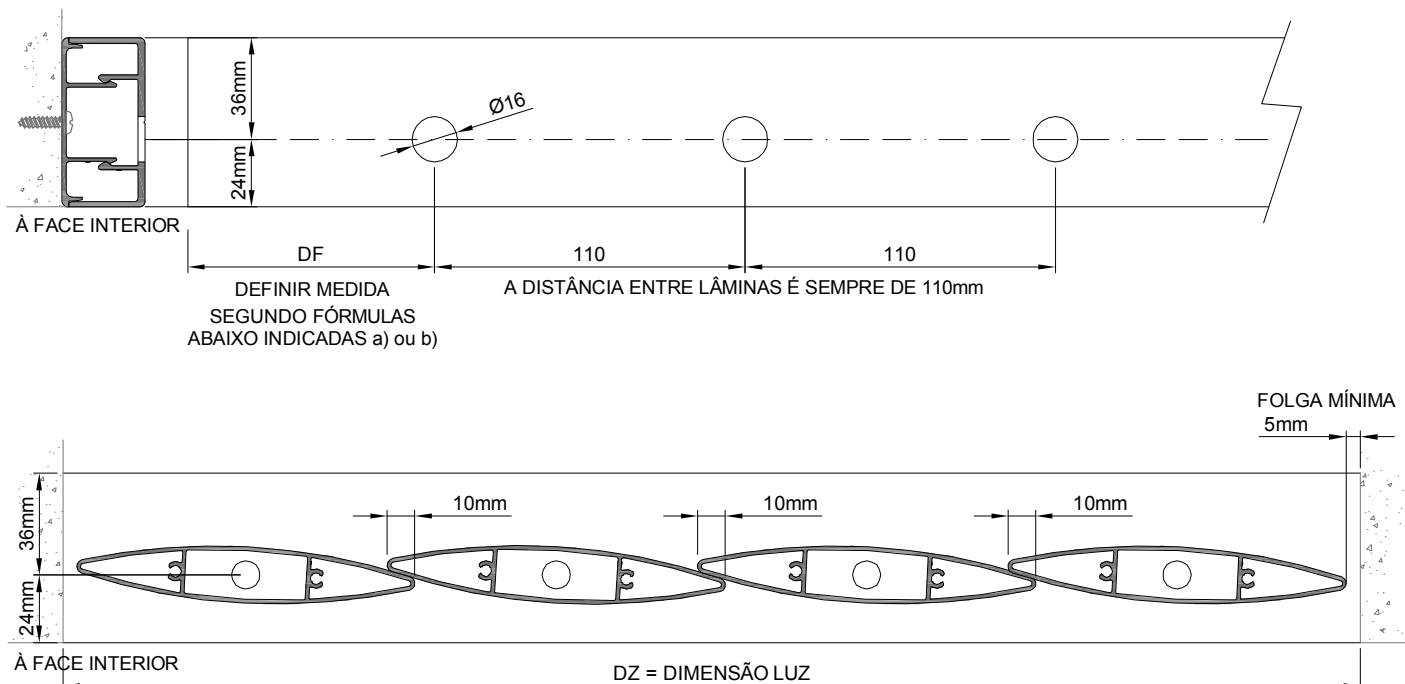 36mm
Ø16
24mm
À FACE INTERIOR
DF
110
110
DEFINIR MEDIDA
SEGUNDO FÓRMULAS
ABAIXO INDICADAS a) ou b)
A DISTÂNCIA ENTRE LÂMINAS É SEMPRE DE 110mm
FOLGA MÍNIMA
5mm
36mm
10mm
10mm
10mm
24mm
À FACE INTERIOR
DZ = DIMENSÃO LUZ